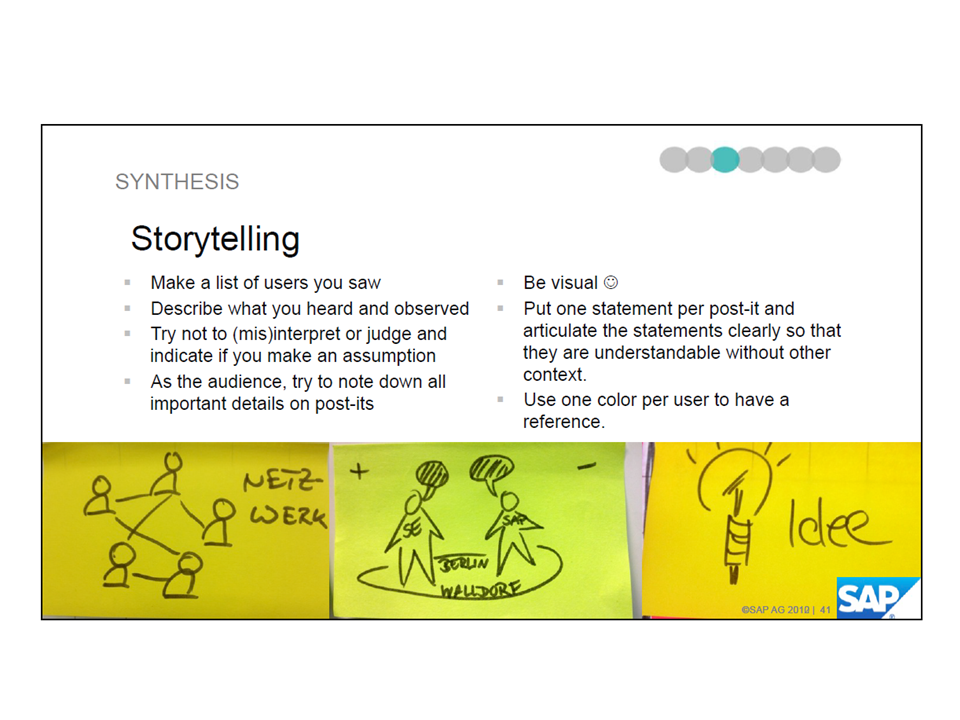 SYNTHESIS
Storytelling
Make a list of users you saw
Describe what you heard and observed
Try not to (mis)interpret or judge and
indicate if you make an assumption
As the audience, try to note down all
important details on post-its
Be visual ☺
Put one statement per post-it and
articulate the statements clearly so that
they are understandable without other
context.
Use one color per user to have a
reference.
NETZ-
WERK
+ –
SE SAP
BERLIN
WALLDORF
Idee
©SAP AG 2019 | 41
SAP